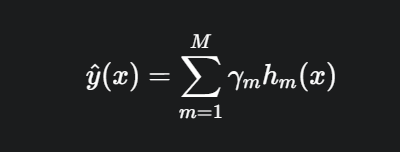 ŷ(x) = ∑_{m=1}^{M} γ_m h_m(x)